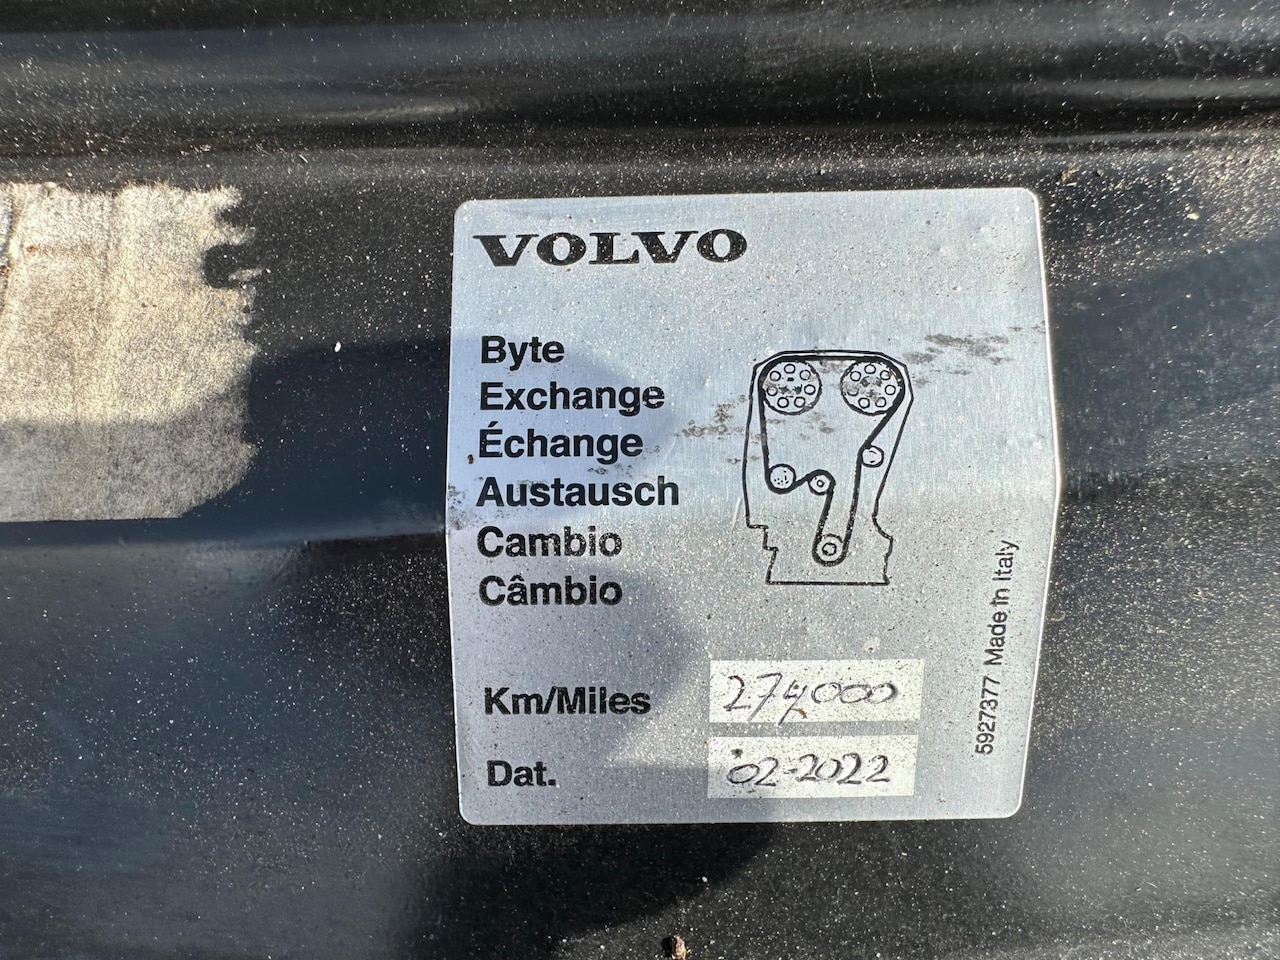 VOLVO
Byte
Exchange
Échange
Austausch
Cambio
Câmbio
Km/Miles 274000
Dat. 02-2022
5927377 Made in Italy